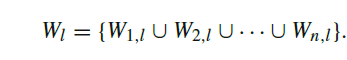 W_l = {W_{1,l} ∪ W_{2,l} ∪ ⋯ ∪ W_{n,l}}.